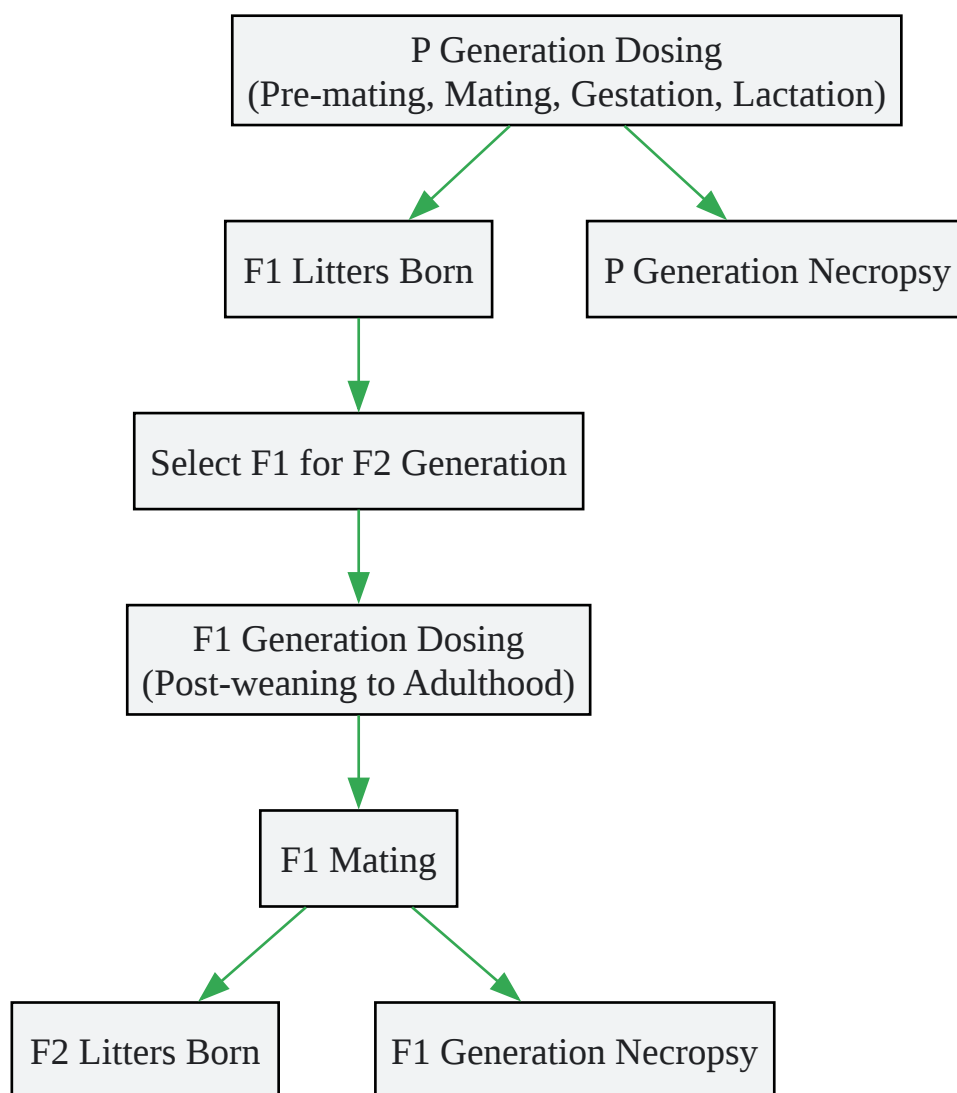 P Generation Dosing
(Pre-mating, Mating, Gestation, Lactation)
F1 Litters Born
P Generation Necropsy
Select F1 for F2 Generation
F1 Generation Dosing
(Post-weaning to Adulthood)
F1 Mating
F2 Litters Born
F1 Generation Necropsy